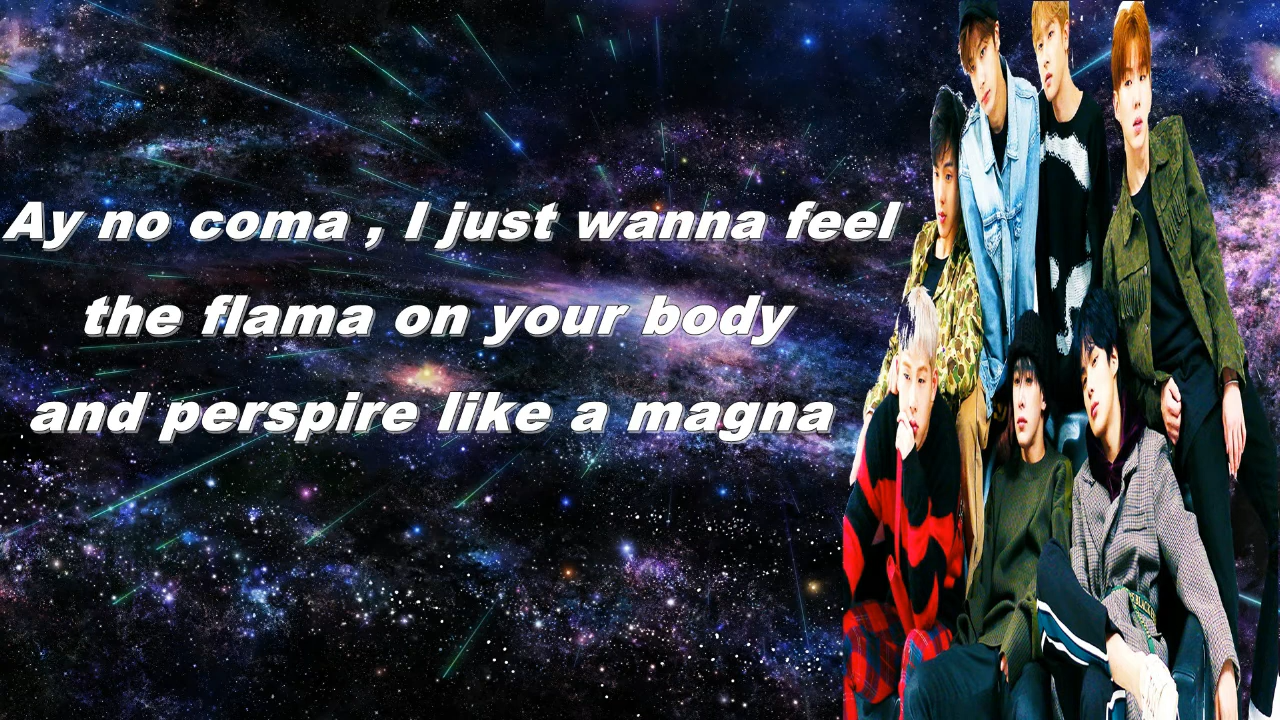 Ay no coma , I just wanna feel
the flama on your body
and perspire like a magna